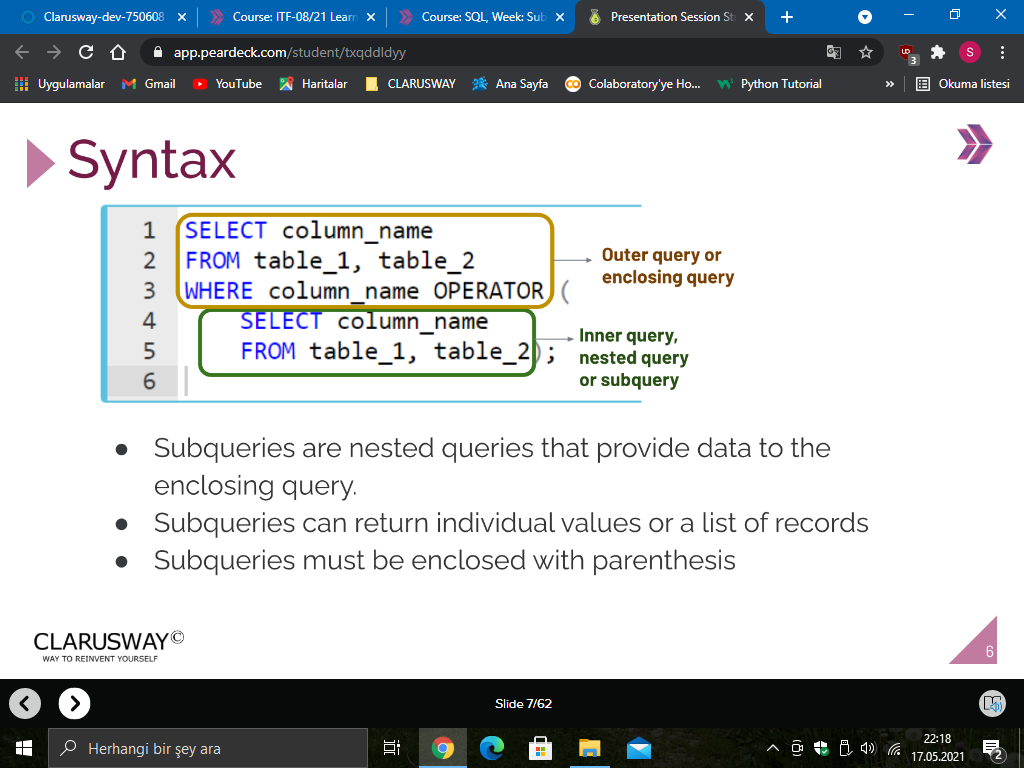 Clarusway-dev-750608
Course: ITF-08/21 Learn
Course: SQL, Week: Sub
Presentation Session St
app.peardeck.com/student/txqddldyy
3
S
Uygulamalar
Gmail
YouTube
Haritalar
CLARUSWAY
Ana Sayfa
Colaboratory'ye Ho...
Python Tutorial
»
Okuma listesi
Syntax
1 SELECT column_name
2 FROM table_1, table_2
3 WHERE column_name OPERATOR (
4 SELECT column_name
5 FROM table_1, table_2);
6
Outer query or
enclosing query
Inner query,
nested query
or subquery
● Subqueries are nested queries that provide data to the
enclosing query.
● Subqueries can return individual values or a list of records
● Subqueries must be enclosed with parenthesis
CLARUSWAY©
WAY TO REINVENT YOURSELF
6
Slide 7/62
Herhangi bir şey ara
22:18
17.05.2021
2